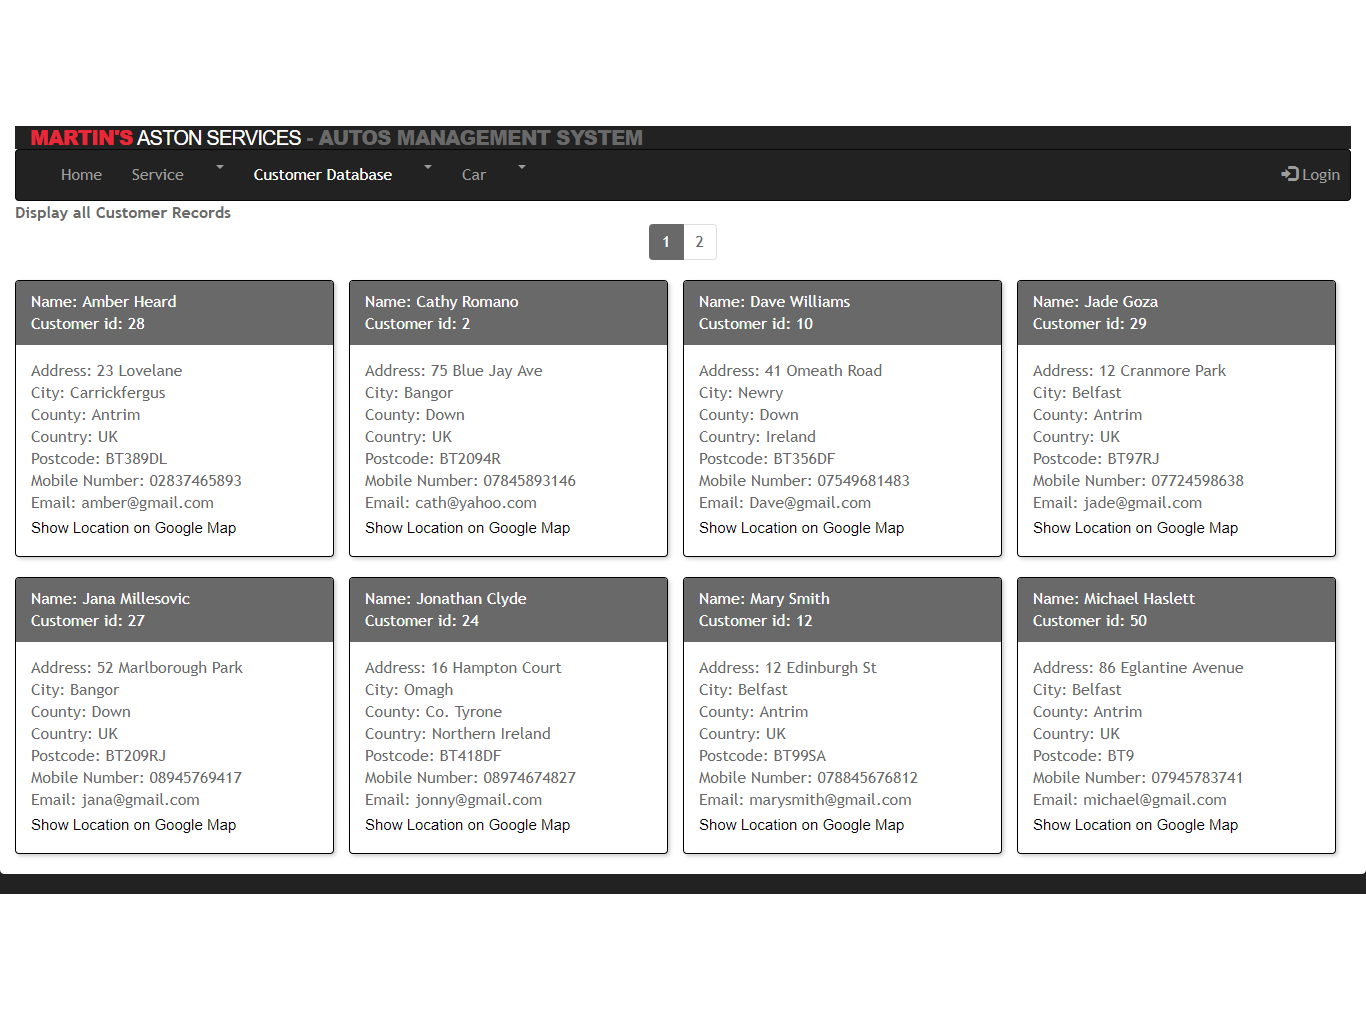 MARTIN'S ASTON SERVICES - AUTOS MANAGEMENT SYSTEM
Home Service Customer Database Car Login
Display all Customer Records
1 2
Name: Amber Heard
Customer id: 28
Address: 23 Lovelane
City: Carrickfergus
County: Antrim
Country: UK
Postcode: BT389DL
Mobile Number: 02837465893
Email: amber@gmail.com
Show Location on Google Map
Name: Cathy Romano
Customer id: 2
Address: 75 Blue Jay Ave
City: Bangor
County: Down
Country: UK
Postcode: BT2094R
Mobile Number: 07845893146
Email: cath@yahoo.com
Show Location on Google Map
Name: Dave Williams
Customer id: 10
Address: 41 Omeath Road
City: Newry
County: Down
Country: Ireland
Postcode: BT356DF
Mobile Number: 07549681483
Email: Dave@gmail.com
Show Location on Google Map
Name: Jade Goza
Customer id: 29
Address: 12 Cranmore Park
City: Belfast
County: Antrim
Country: UK
Postcode: BT97RJ
Mobile Number: 07724598638
Email: jade@gmail.com
Show Location on Google Map
Name: Jana Millesovic
Customer id: 27
Address: 52 Marlborough Park
City: Bangor
County: Down
Country: UK
Postcode: BT209RJ
Mobile Number: 08945769417
Email: jana@gmail.com
Show Location on Google Map
Name: Jonathan Clyde
Customer id: 24
Address: 16 Hampton Court
City: Omagh
County: Co. Tyrone
Country: Northern Ireland
Postcode: BT418DF
Mobile Number: 08974674827
Email: jonny@gmail.com
Show Location on Google Map
Name: Mary Smith
Customer id: 12
Address: 12 Edinburgh St
City: Belfast
County: Antrim
Country: UK
Postcode: BT99SA
Mobile Number: 078845676812
Email: marysmith@gmail.com
Show Location on Google Map
Name: Michael Haslett
Customer id: 50
Address: 86 Eglantine Avenue
City: Belfast
County: Antrim
Country: UK
Postcode: BT9
Mobile Number: 07945783741
Email: michael@gmail.com
Show Location on Google Map